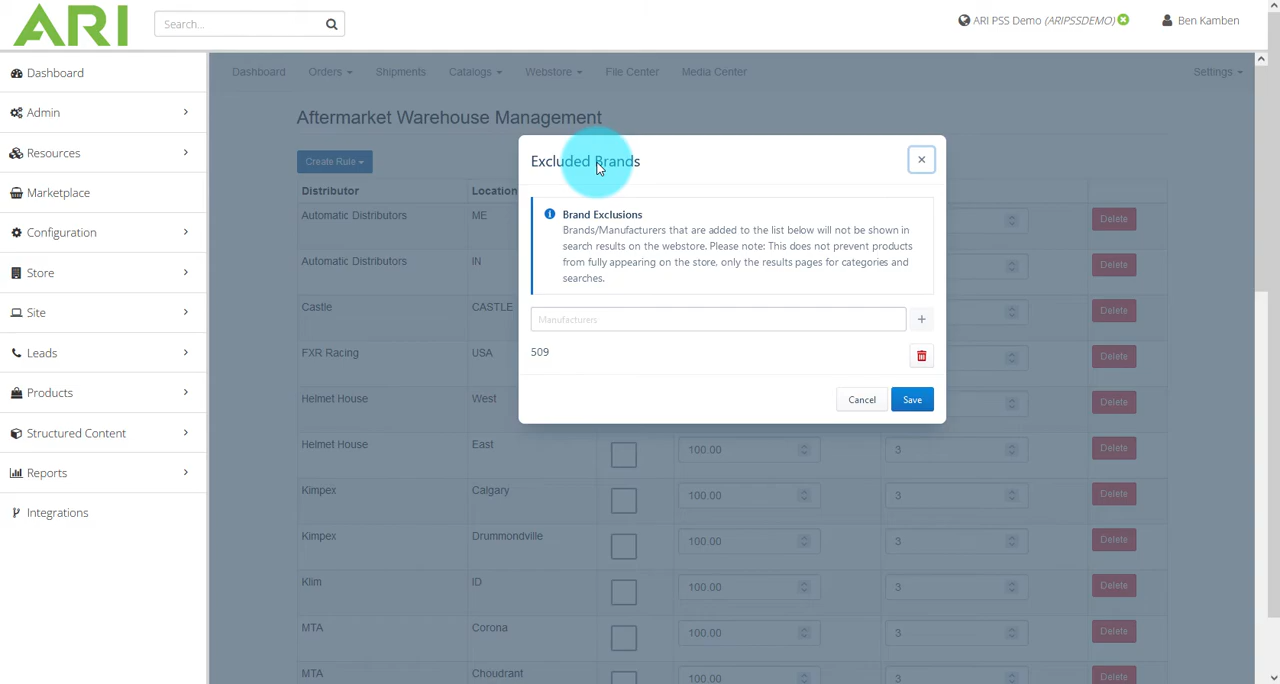 ARI
Search...
ARI PSS Demo (ARIPSSDEMO)
Ben Kamben
Dashboard
Admin
Resources
Marketplace
Configuration
Store
Site
Leads
Products
Structured Content
Reports
Integrations
Dashboard Orders Shipments Catalogs Webstore File Center Media Center Settings
Aftermarket Warehouse Management
Create Rule
Distributor Location
Automatic Distributors ME Delete
Automatic Distributors IN Delete
Castle CASTLE Delete
FXR Racing USA Delete
Helmet House West Delete
Helmet House East 100.00 3 Delete
Kimpex Calgary 100.00 3 Delete
Kimpex Drummondville 100.00 3 Delete
Klim ID 100.00 3 Delete
MTA Corona 100.00 3 Delete
MTA Choudrant 100.00 3 Delete
Excluded Brands
Brand Exclusions
Brands/Manufacturers that are added to the list below will not be shown in
search results on the webstore. Please note: This does not prevent products
from fully appearing on the store, only the results pages for categories and
searches.
Manufacturers
509
Cancel Save